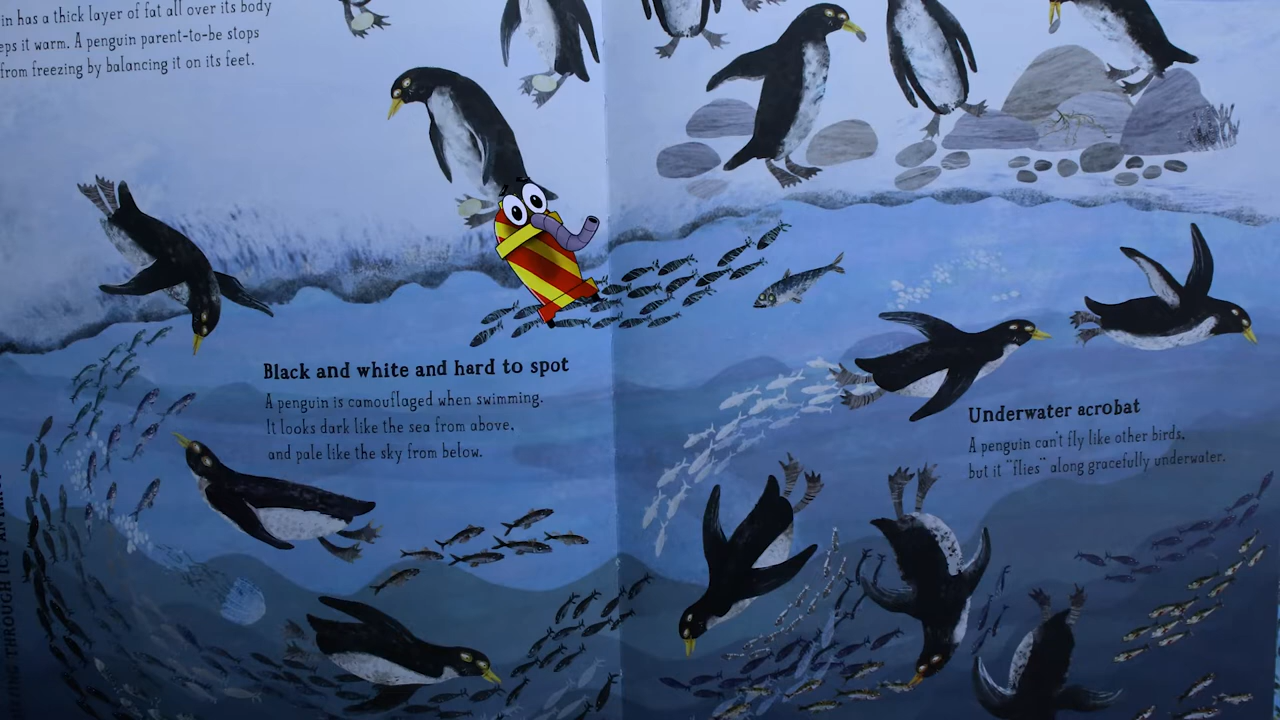 in has a thick layer of fat all over its body
eps it warm. A penguin parent-to-be stops
from freezing by balancing it on its feet.
Black and white and hard to spot
A penguin is camouflaged when swimming.
It looks dark like the sea from above,
and pale like the sky from below.
Underwater acrobat
A penguin can't fly like other birds,
but it "flies" along gracefully underwater.
THROUGH ICY